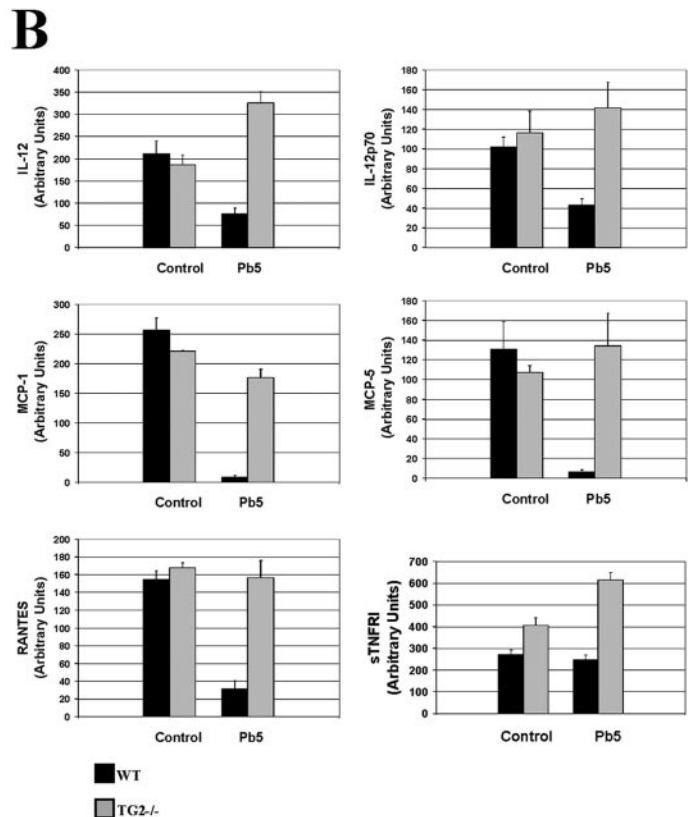 B
IL-12
(Arbitrary Units)
400
350
300
250
200
150
100
50
0
Control Pb5
IL-12p70
(Arbitrary Units)
180
160
140
120
100
80
60
40
20
0
Control Pb5
MCP-1
(Arbitrary Units)
300
250
200
150
100
50
0
Control Pb5
MCP-5
(Arbitrary Units)
180
160
140
120
100
80
60
40
20
0
Control Pb5
RANTES
(Arbitrary Units)
200
180
160
140
120
100
80
60
40
20
0
Control Pb5
sTNFRI
(Arbitrary Units)
700
600
500
400
300
200
100
0
Control Pb5
WT
TG2-/-